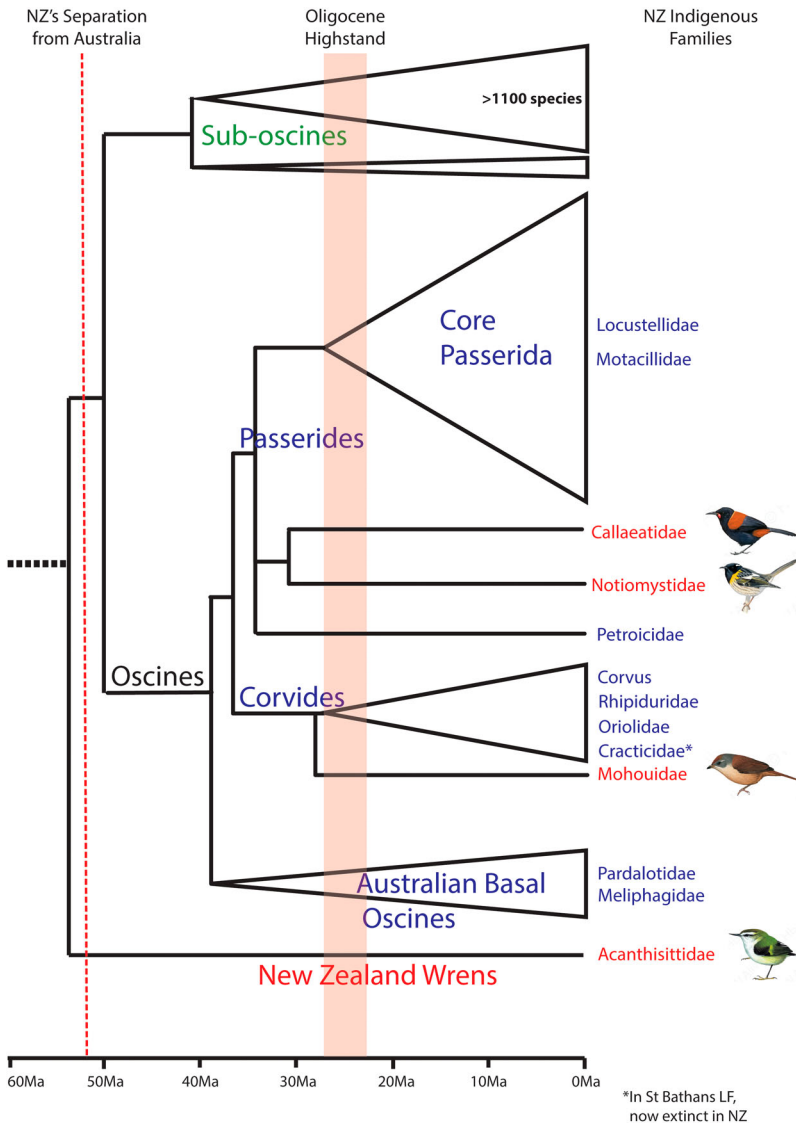 NZ's Separation
from Australia
Oligocene
Highstand
NZ Indigenous
Families
>1100 species
Sub-oscines
Core
Passerida
Locustellidae
Motacillidae
Passerides
Callaeatidae
Notiomystidae
Petroicidae
Oscines
Corvides
Corvus
Rhipiduridae
Oriolidae
Cracticidae*
Mohouidae
Australian Basal
Oscines
Pardalotidae
Meliphagidae
Acanthisittidae
New Zealand Wrens
60Ma 50Ma 40Ma 30Ma 20Ma 10Ma 0Ma
*In St Bathans LF,
now extinct in NZ